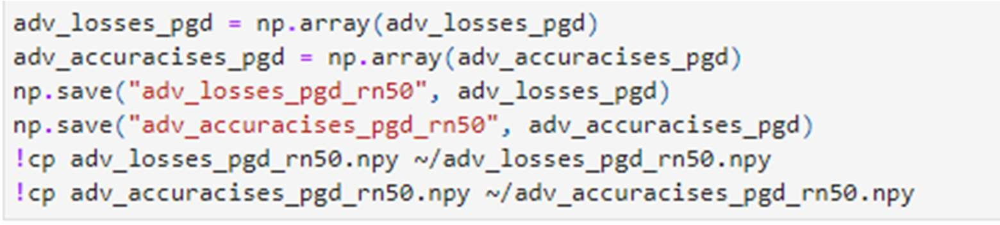 adv_losses_pgd = np.array(adv_losses_pgd)
adv_accuracises_pgd = np.array(adv_accuracises_pgd)
np.save("adv_losses_pgd_rn50", adv_losses_pgd)
np.save("adv_accuracises_pgd_rn50", adv_accuracises_pgd)
!cp adv_losses_pgd_rn50.npy ~/adv_losses_pgd_rn50.npy
!cp adv_accuracises_pgd_rn50.npy ~/adv_accuracises_pgd_rn50.npy